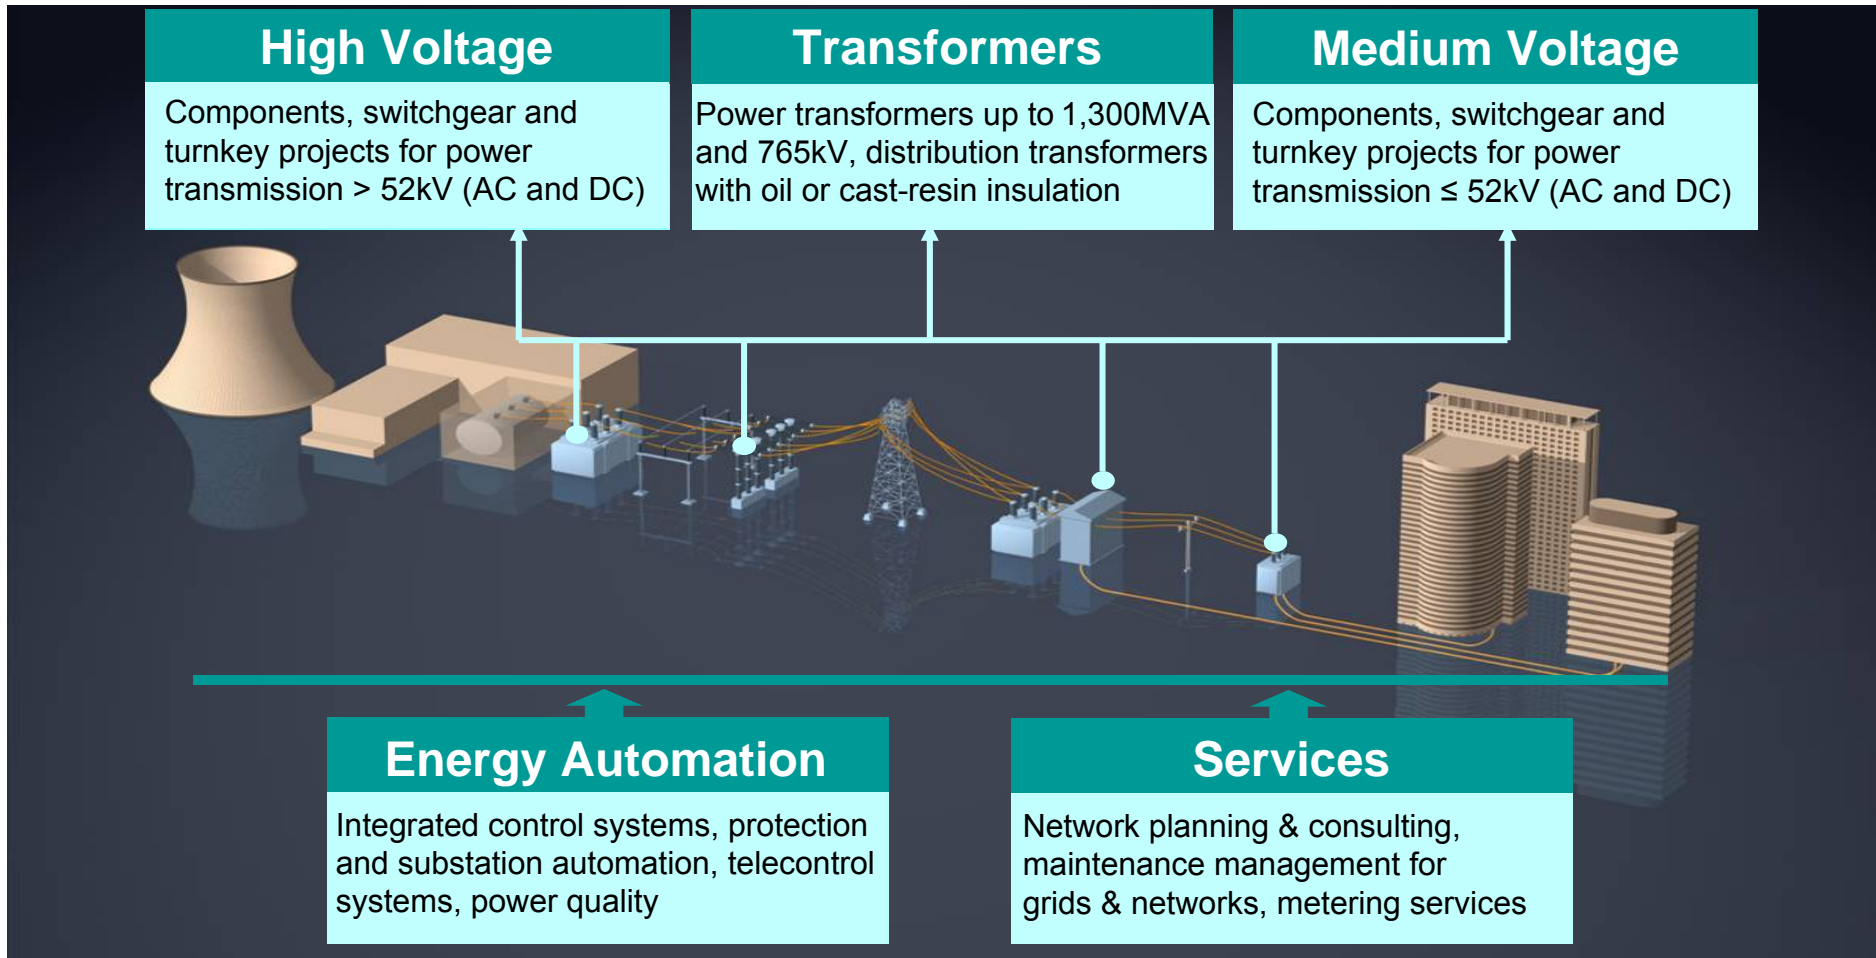 High Voltage
Components, switchgear and
turnkey projects for power
transmission > 52kV (AC and DC)
Transformers
Power transformers up to 1,300MVA
and 765kV, distribution transformers
with oil or cast-resin insulation
Medium Voltage
Components, switchgear and
turnkey projects for power
transmission ≤ 52kV (AC and DC)
Energy Automation
Integrated control systems, protection
and substation automation, telecontrol
systems, power quality
Services
Network planning & consulting,
maintenance management for
grids & networks, metering services